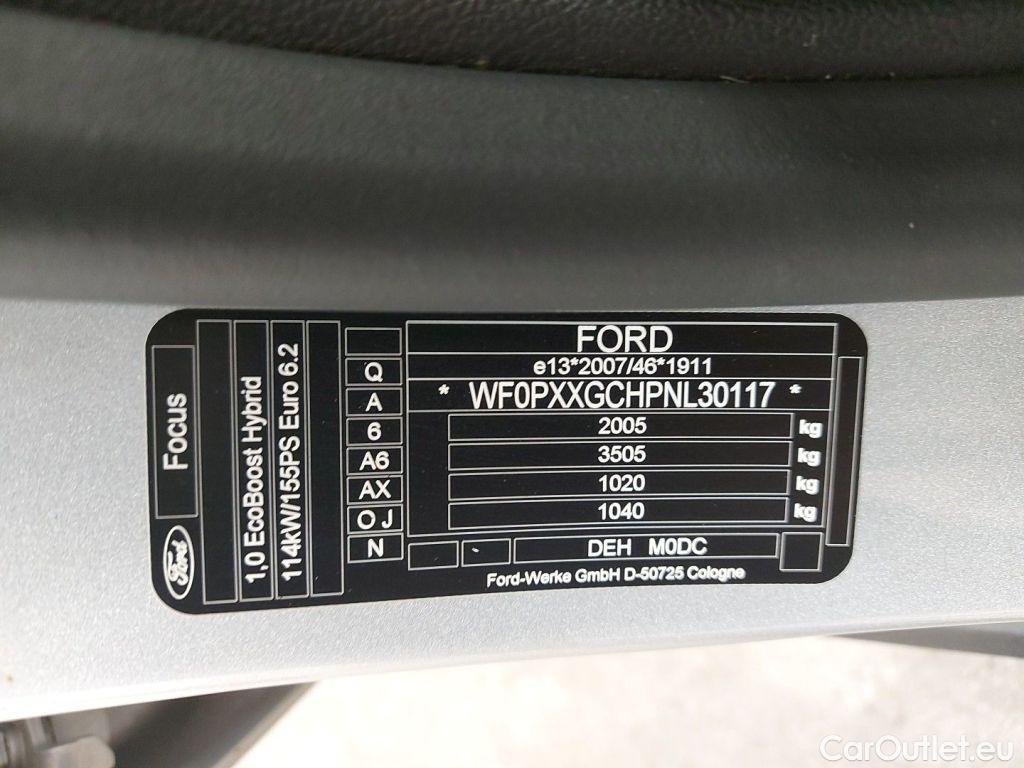 FORD
e13*2007/46*1911
* WF0PXXGCHPNL30117 *
2005 kg
3505 kg
1020 kg
1040 kg
DEH M0DC
Ford-Werke GmbH D-50725 Cologne
Q
A
6
A6
AX
O J
N
Focus
Ford
1,0 EcoBoost Hybrid
114kW/155PS Euro 6.2
CarOutlet.eu